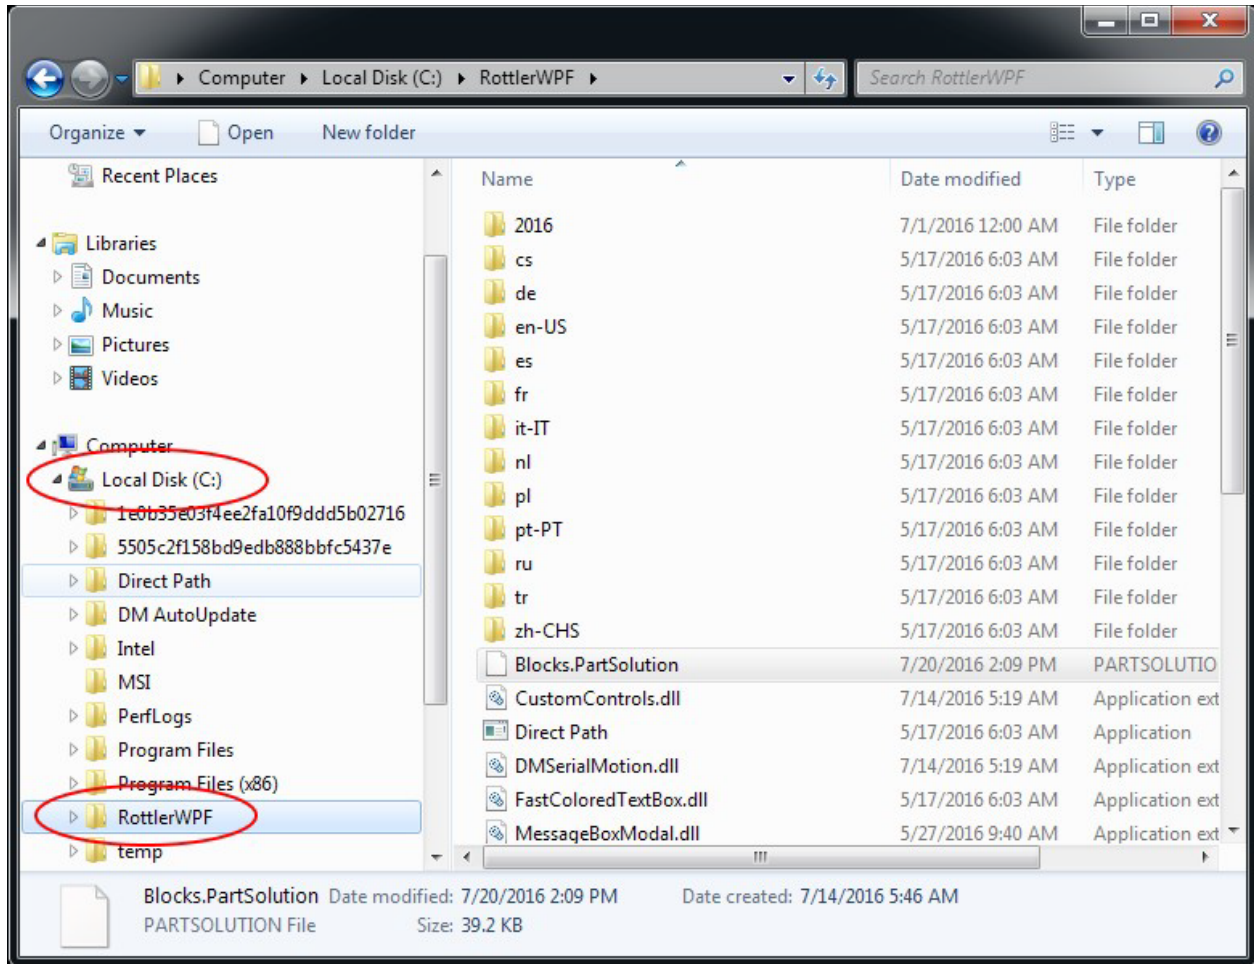 Computer ▸ Local Disk (C:) ▸ RottlerWPF ▸
Search RottlerWPF
Organize Open New folder
Recent Places
Libraries
Documents
Music
Pictures
Videos
Computer
Local Disk (C:)
1e0b35e03f4ee2fa10f9ddd5b02716
5505c2f158bd9edb888bbfc5437e
Direct Path
DM AutoUpdate
Intel
MSI
PerfLogs
Program Files
Program Files (x86)
RottlerWPF
temp
Name Date modified Type
2016 7/1/2016 12:00 AM File folder
cs 5/17/2016 6:03 AM File folder
de 5/17/2016 6:03 AM File folder
en-US 5/17/2016 6:03 AM File folder
es 5/17/2016 6:03 AM File folder
fr 5/17/2016 6:03 AM File folder
it-IT 5/17/2016 6:03 AM File folder
nl 5/17/2016 6:03 AM File folder
pl 5/17/2016 6:03 AM File folder
pt-PT 5/17/2016 6:03 AM File folder
ru 5/17/2016 6:03 AM File folder
tr 5/17/2016 6:03 AM File folder
zh-CHS 5/17/2016 6:03 AM File folder
Blocks.PartSolution 7/20/2016 2:09 PM PARTSOLUTIO
CustomControls.dll 7/14/2016 5:19 AM Application ext
Direct Path 5/17/2016 6:03 AM Application
DMSerialMotion.dll 7/14/2016 5:19 AM Application ext
FastColoredTextBox.dll 5/17/2016 6:03 AM Application ext
MessageBoxModal.dll 5/27/2016 9:40 AM Application ext
Blocks.PartSolution Date modified: 7/20/2016 2:09 PM Date created: 7/14/2016 5:46 AM
PARTSOLUTION File Size: 39.2 KB